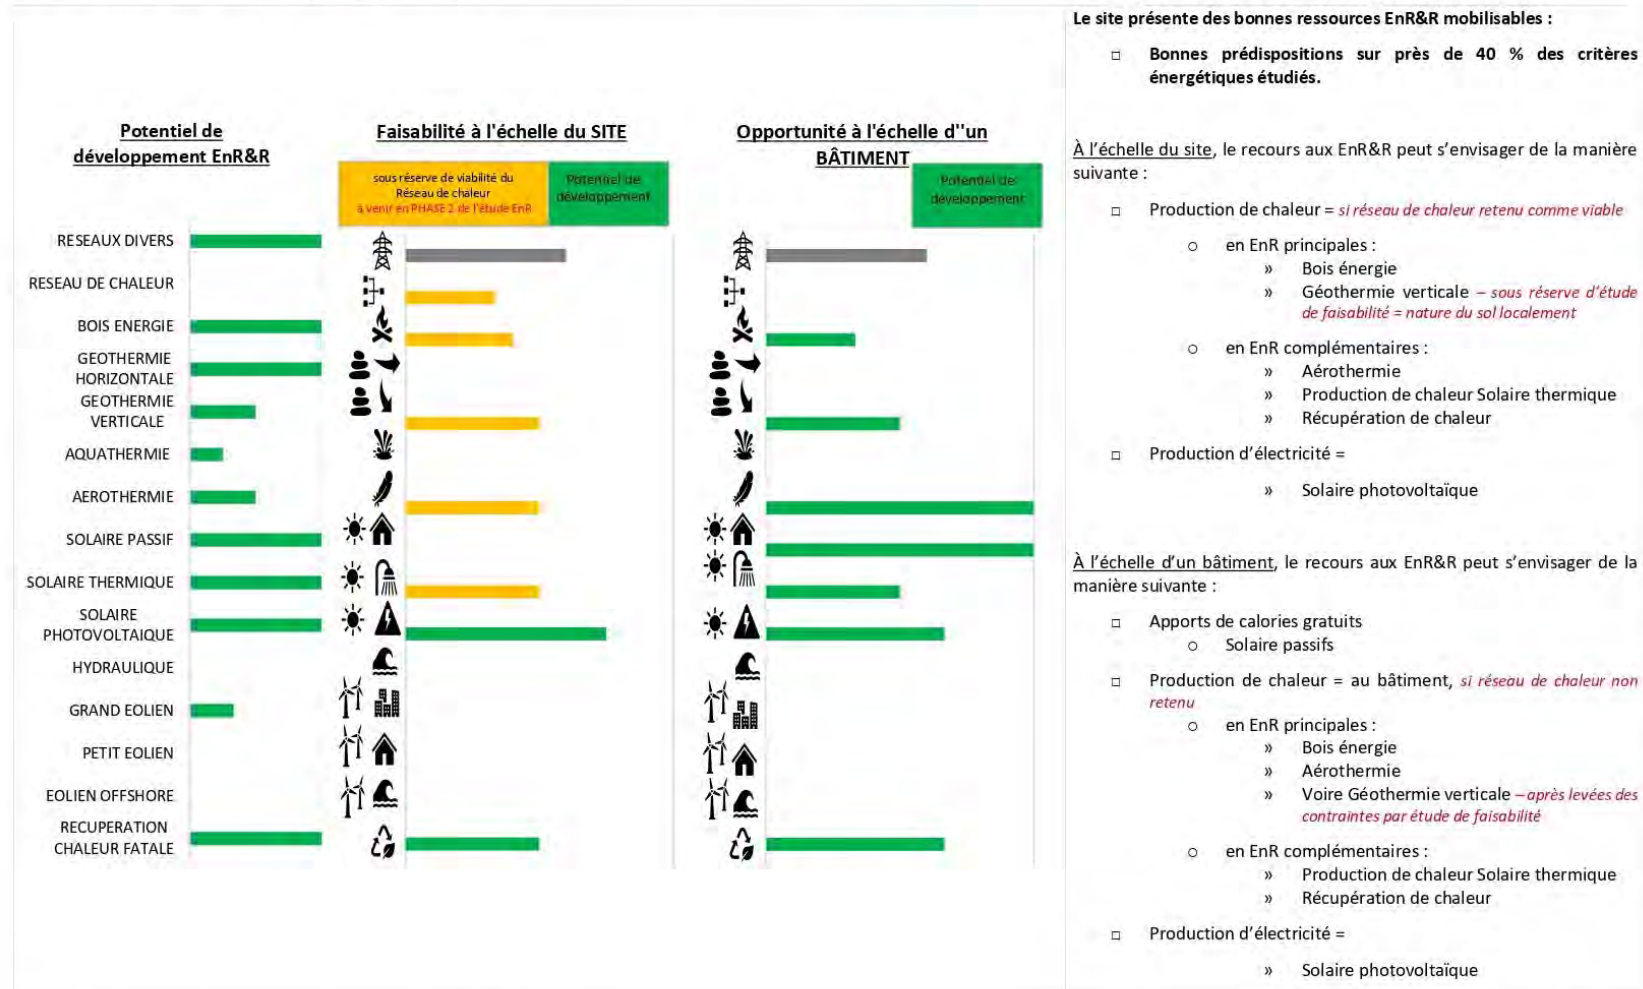 Potentiel de
développement EnR&R
Faisabilité à l'échelle du SITE
sous réserve de viabilité du
Réseau de chaleur
à venir en PHASE 2 de l'étude EnR
Potentiel de
développement
Opportunité à l'échelle d''un
BÂTIMENT
Potentiel de
développement
RESEAUX DIVERS
RESEAU DE CHALEUR
BOIS ENERGIE
GEOTHERMIE
HORIZONTALE
GEOTHERMIE
VERTICALE
AQUATHERMIE
AEROTHERMIE
SOLAIRE PASSIF
SOLAIRE THERMIQUE
SOLAIRE
PHOTOVOLTAIQUE
HYDRAULIQUE
GRAND EOLIEN
PETIT EOLIEN
EOLIEN OFFSHORE
RECUPERATION
CHALEUR FATALE
Le site présente des bonnes ressources EnR&R mobilisables :
□ Bonnes prédispositions sur près de 40 % des critères
énergétiques étudiés.
À l'échelle du site, le recours aux EnR&R peut s'envisager de la manière
suivante :
□ Production de chaleur = si réseau de chaleur retenu comme viable
o en EnR principales :
» Bois énergie
» Géothermie verticale – sous réserve d'étude
de faisabilité = nature du sol localement
o en EnR complémentaires :
» Aérothermie
» Production de chaleur Solaire thermique
» Récupération de chaleur
□ Production d'électricité =
» Solaire photovoltaïque
À l'échelle d'un bâtiment, le recours aux EnR&R peut s'envisager de la
manière suivante :
□ Apports de calories gratuits
o Solaire passifs
□ Production de chaleur = au bâtiment, si réseau de chaleur non
retenu
o en EnR principales :
» Bois énergie
» Aérothermie
» Voire Géothermie verticale – après levées des
contraintes par étude de faisabilité
o en EnR complémentaires :
» Production de chaleur Solaire thermique
» Récupération de chaleur
□ Production d'électricité =
» Solaire photovoltaïque